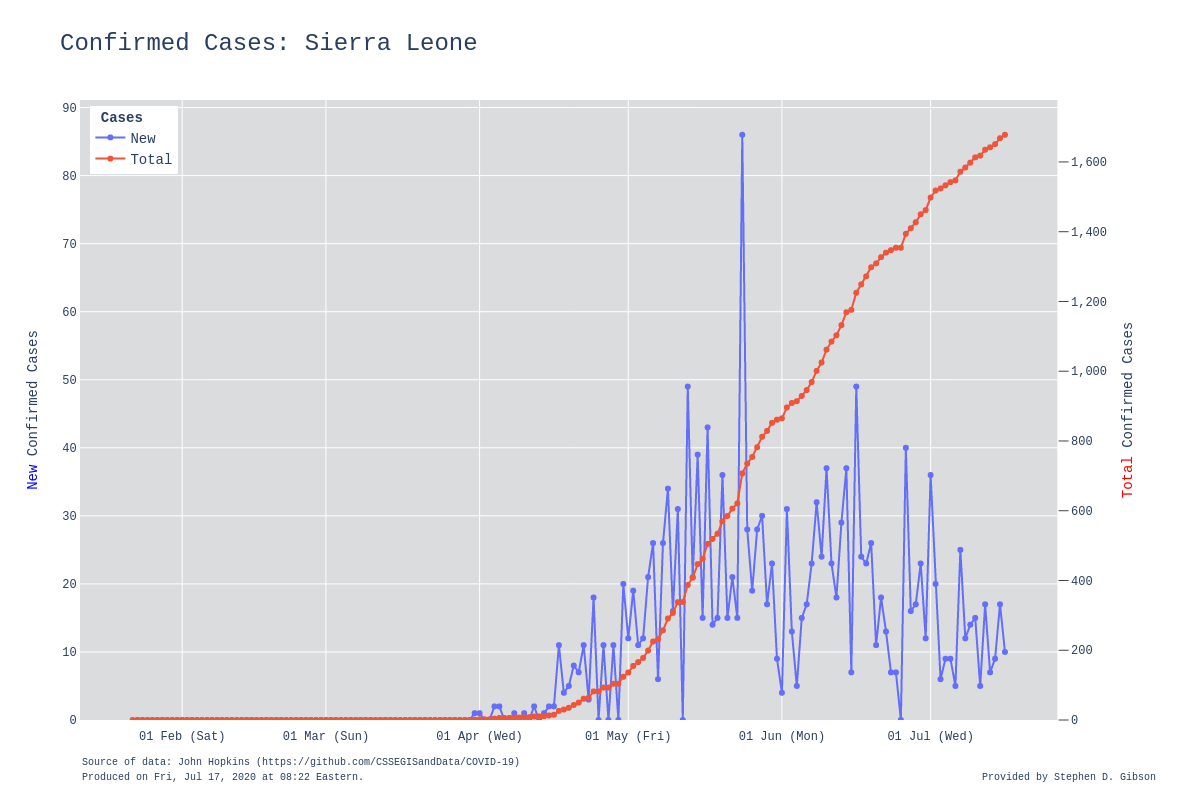 Confirmed Cases: Sierra Leone
Cases
New
Total
90
80
70
60
50
40
30
20
10
0
1,600
1,400
1,200
1,000
800
600
400
200
0
New Confirmed Cases
Total Confirmed Cases
01 Feb (Sat)
01 Mar (Sun)
01 Apr (Wed)
01 May (Fri)
01 Jun (Mon)
01 Jul (Wed)
Source of data: John Hopkins (https://github.com/CSSEGISandData/COVID-19)
Produced on Fri, Jul 17, 2020 at 08:22 Eastern.
Provided by Stephen D. Gibson